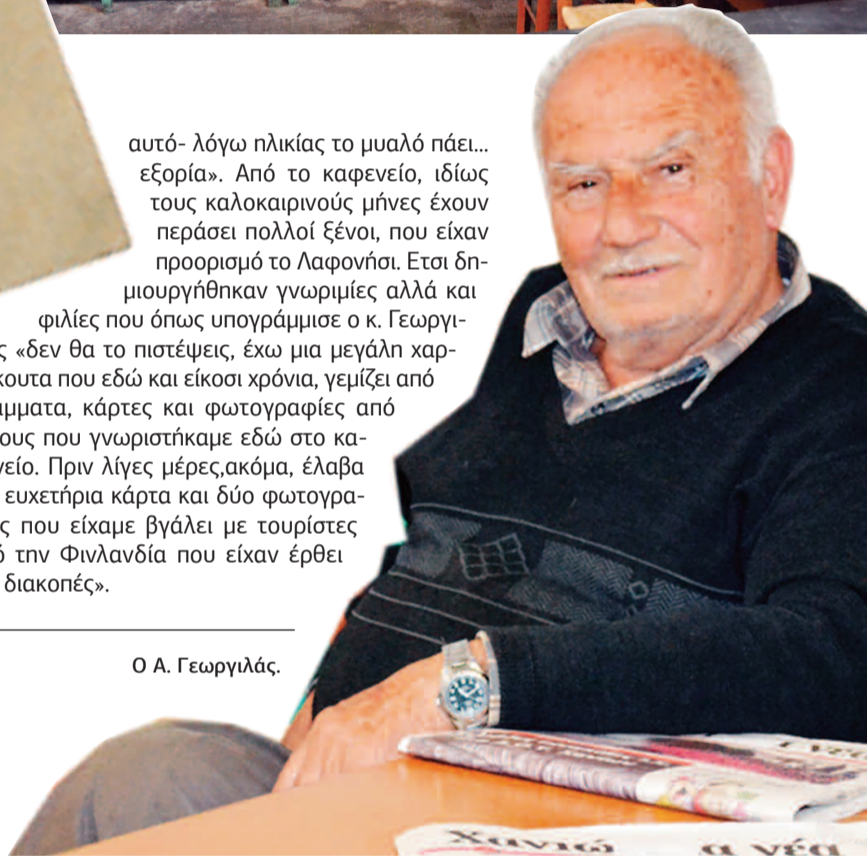 αυτό- λόγω ηλικίας το μυαλό πάει...
εξορία». Από το καφενείο, ιδίως
τους καλοκαιρινούς μήνες έχουν
περάσει πολλοί ξένοι, που είχαν
προορισμό το Λαφονήσι. Ετσι δη-
μιουργήθηκαν γνωριμίες αλλά και
φιλίες που όπως υπογράμμισε ο κ. Γεωργι-
ς «δεν θα το πιστέψεις, έχω μια μεγάλη χαρ-
κουτα που εδώ και είκοσι χρόνια, γεμίζει από
άμματα, κάρτες και φωτογραφίες από
ους που γνωριστήκαμε εδώ στο κα-
νείο. Πριν λίγες μέρες,ακόμα, έλαβα
ευχετήρια κάρτα και δύο φωτογρα-
ς που είχαμε βγάλει με τουρίστες
ό την Φινλανδία που είχαν έρθει
διακοπές».
Ο Α. Γεωργιλάς.
Χανιώ α νέα